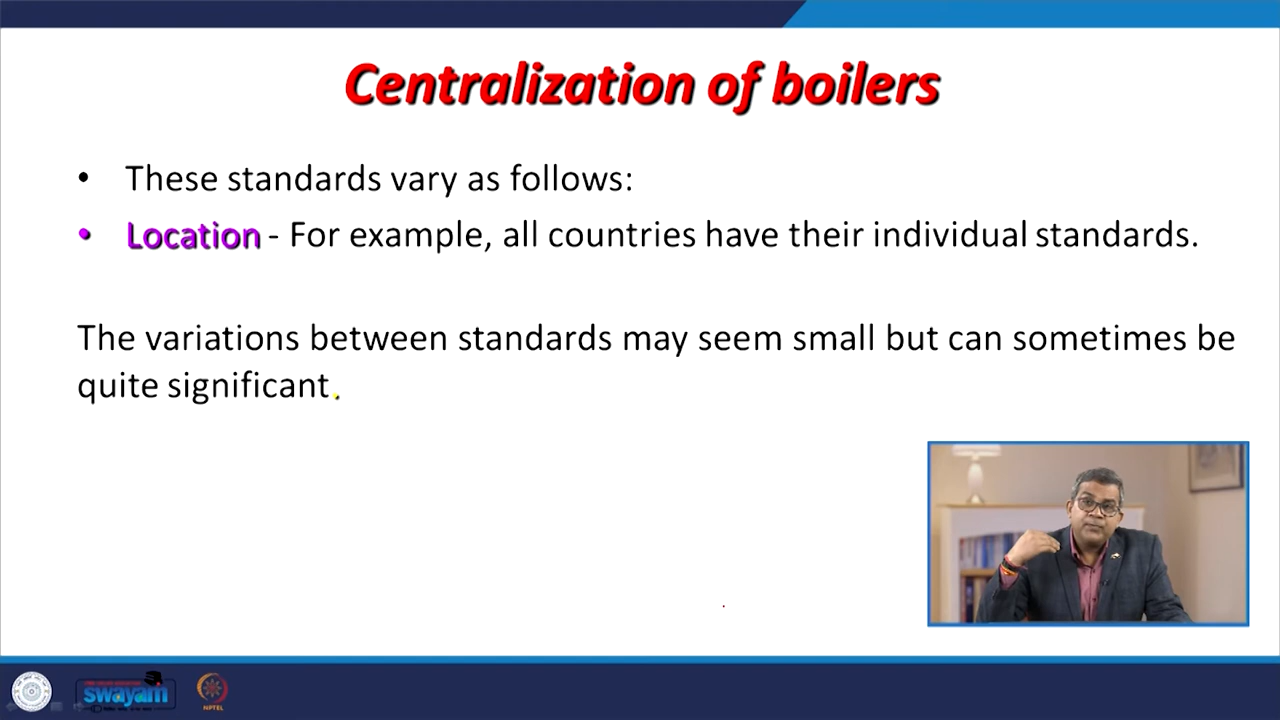 Centralization of boilers
• These standards vary as follows:
• Location - For example, all countries have their individual standards.
The variations between standards may seem small but can sometimes be
quite significant.
swayam
NPTEL